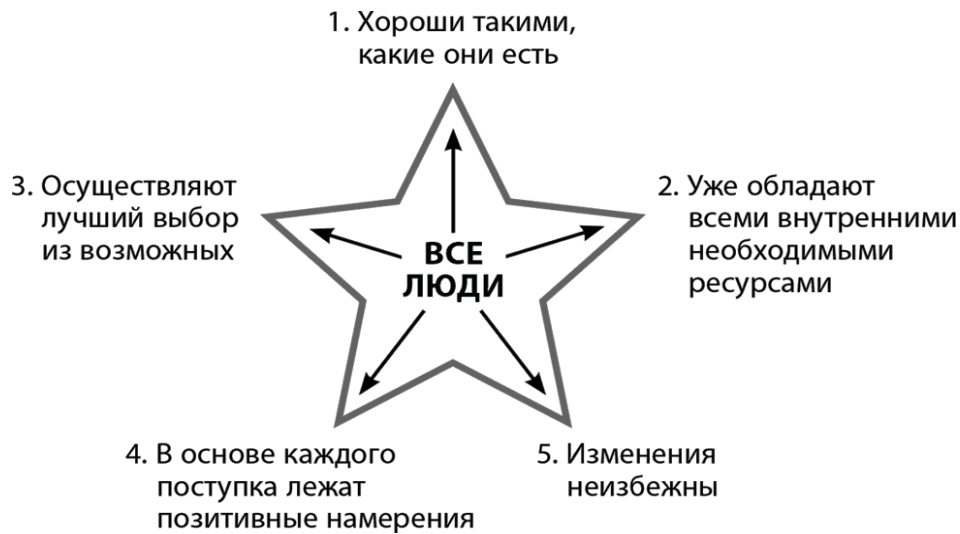 1. Хороши такими,
какие они есть
3. Осуществляют
лучший выбор
из возможных
2. Уже обладают
всеми внутренними
необходимыми
ресурсами
ВСЕ
ЛЮДИ
4. В основе каждого
поступка лежат
позитивные намерения
5. Изменения
неизбежны